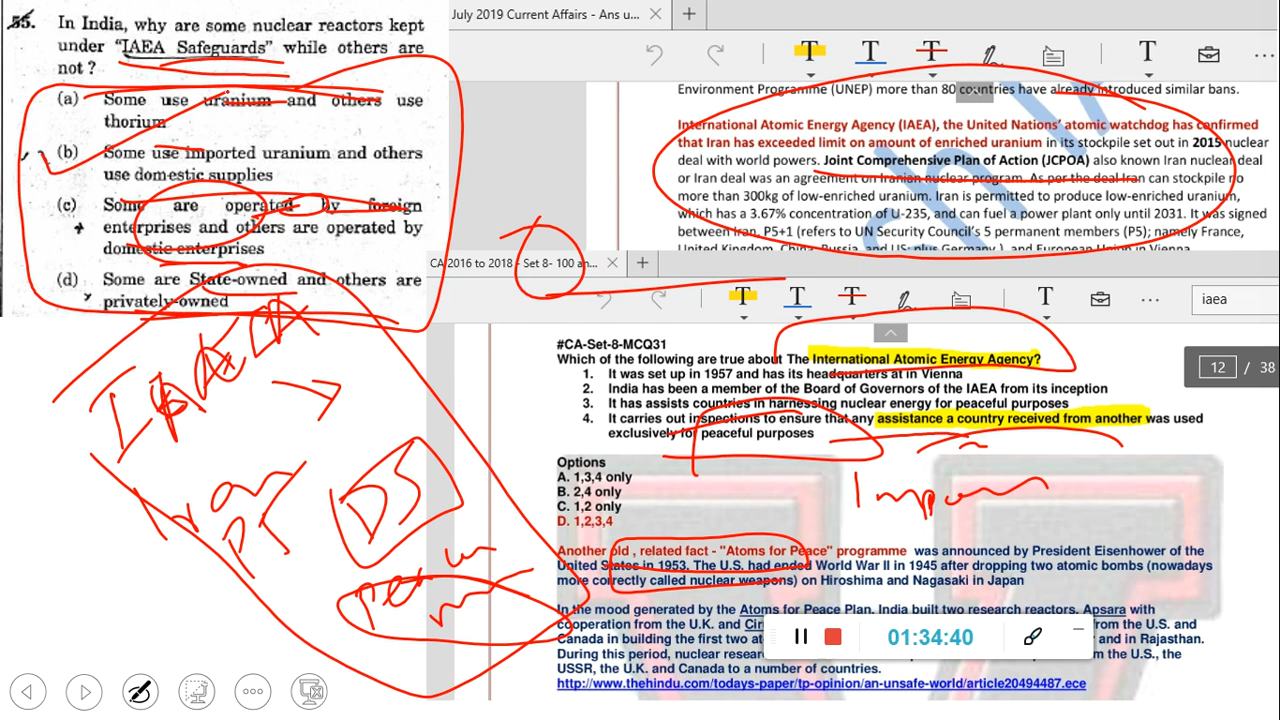 55. In India, why are some nuclear reactors kept
under "IAEA Safeguards" while others are
not ?
(a) Some use uranium and others use
thorium
(b) Some use imported uranium and others
use domestic supplies
(c) Some are operated by foreign
enterprises and others are operated by
domestic enterprises
(d) Some are State-owned and others are
privately-owned
July 2019 Current Affairs - Ans u...
Environment Programme (UNEP) more than 80 countries have already introduced similar bans.
International Atomic Energy Agency (IAEA), the United Nations' atomic watchdog has confirmed
that Iran has exceeded limit on amount of enriched uranium in its stockpile set out in 2015 nuclear
deal with world powers. Joint Comprehensive Plan of Action (JCPOA) also known Iran nuclear deal
or Iran deal was an agreement on Iranian nuclear program. As per the deal Iran can stockpile no
more than 300kg of low-enriched uranium. Iran is permitted to produce low-enriched uranium,
which has a 3.67% concentration of U-235, and can fuel a power plant only until 2031. It was signed
between Iran, P5+1 (refers to UN Security Council's 5 permanent members (P5); namely France,
United Kingdom, China, Russia, and US; plus Germany), and European Union in Vienna
CA 2016 to 2018 - Set 8- 100 an...
iaea
12 / 38
#CA-Set-8-MCQ31
Which of the following are true about The International Atomic Energy Agency?
1. It was set up in 1957 and has its headquarters at in Vienna
2. India has been a member of the Board of Governors of the IAEA from its inception
3. It has assists countries in harnessing nuclear energy for peaceful purposes
4. It carries out inspections to ensure that any assistance a country received from another was used
exclusively for peaceful purposes
Options
A. 1,3,4 only
B. 2,4 only
C. 1,2 only
D. 1,2,3,4
Another old , related fact - "Atoms for Peace" programme was announced by President Eisenhower of the
United States in 1953. The U.S. had ended World War II in 1945 after dropping two atomic bombs (nowadays
more correctly called nuclear weapons) on Hiroshima and Nagasaki in Japan
In the mood generated by the Atoms for Peace Plan, India built two research reactors, Apsara with
cooperation from the U.K. and from the U.S. and
Canada in building the first two and in Rajasthan.
During this period, nuclear the U.S., the
USSR, the U.K. and Canada to a number of countries.
http://www.thehindu.com/todays-paper/tp-opinion/an-unsafe-world/article20494487.ece
01:34:40
DS